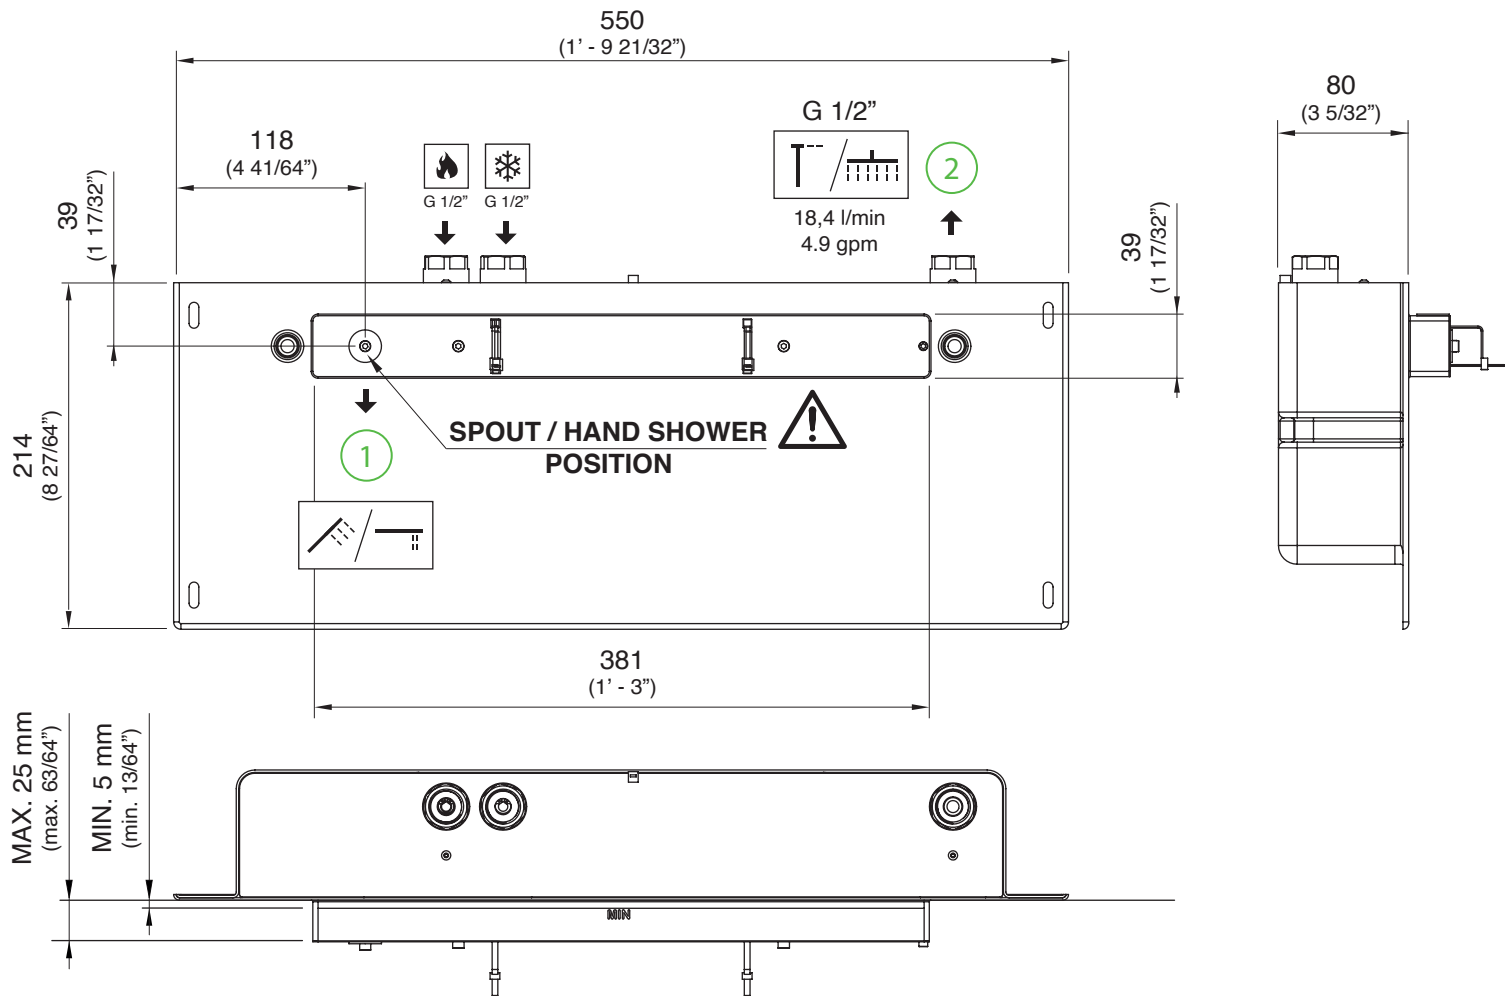 550
(1’ - 9 21/32”)
80
(3 5/32”)
G 1/2”
118
(4 41/64”)
2
39
(1 17/32”)
G 1/2”
G 1/2”
18,4 l/min
4.9 gpm
39
(1 17/32”)
SPOUT / HAND SHOWER
POSITION
1
214
(8 27/64”)
381
(1’ - 3”)
MAX. 25 mm
(max. 63/64”)
MIN. 5 mm
(min. 13/64”)
MIN